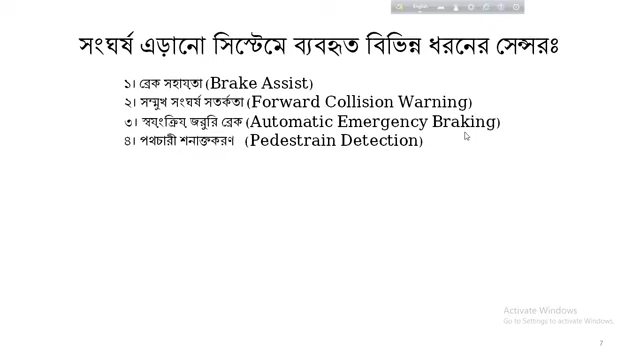 English
সংঘর্ষ এড়ানো সিস্টেমে ব্যবহৃত বিভিন্ন ধরনের সেন্সরঃ
১। ব্রেক সহায্তা (Brake Assist)
২। সম্মুখ সংঘর্ষ সতর্কতা (Forward Collision Warning)
৩। স্বয্ংক্রিয্ জরুরি ব্রেক (Automatic Emergency Braking)
৪। পথচারী শনাক্তকরণ (Pedestrain Detection)
Activate Windows
Go to Settings to activate Windows.
7